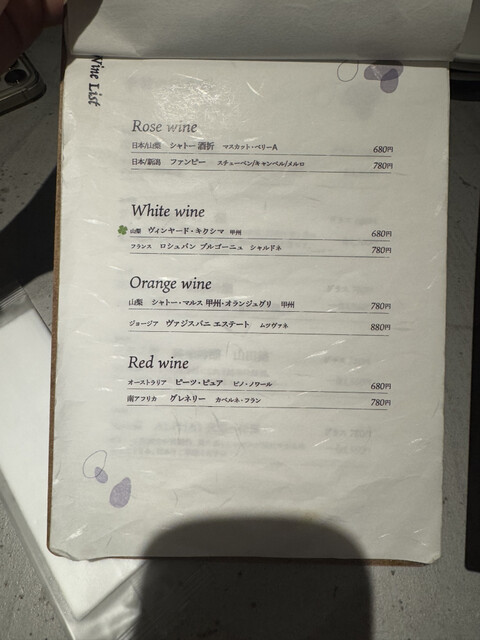 Wine List
Rose wine
日本/山梨 シャトー酒折 マスカット・ベリーA 680円
日本/新潟 ファンピー スチューベン/キャンベル/メルロ 780円
White wine
山梨 ヴィンヤード・キクシマ 甲州 680円
フランス ロシュバン ブルゴーニュ シャルドネ 780円
Orange wine
山梨 シャトー・マルス 甲州・オランジュグリ 甲州 780円
ジョージア ヴァジスバニ エステート ムツヴァネ 880円
Red wine
オーストラリア ピーツ・ピュア ピノ・ノワール 680円
南アフリカ グレネリー カベルネ・フラン 780円